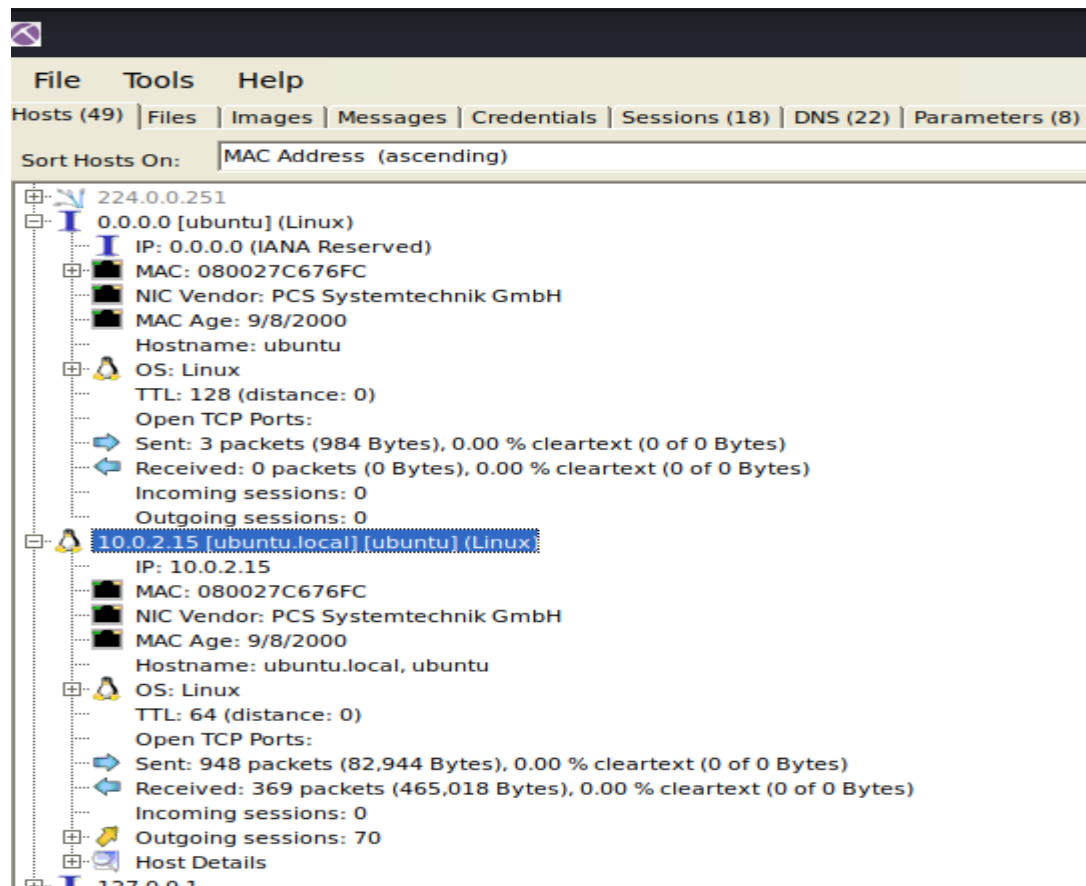 File Tools Help
Hosts (49) Files Images Messages Credentials Sessions (18) DNS (22) Parameters (8)
Sort Hosts On: MAC Address (ascending)
224.0.0.251
0.0.0.0 [ubuntu] (Linux)
IP: 0.0.0.0 (IANA Reserved)
MAC: 080027C676FC
NIC Vendor: PCS Systemtechnik GmbH
MAC Age: 9/8/2000
Hostname: ubuntu
OS: Linux
TTL: 128 (distance: 0)
Open TCP Ports:
Sent: 3 packets (984 Bytes), 0.00 % cleartext (0 of 0 Bytes)
Received: 0 packets (0 Bytes), 0.00 % cleartext (0 of 0 Bytes)
Incoming sessions: 0
Outgoing sessions: 0
10.0.2.15 [ubuntu.local] [ubuntu] (Linux)
IP: 10.0.2.15
MAC: 080027C676FC
NIC Vendor: PCS Systemtechnik GmbH
MAC Age: 9/8/2000
Hostname: ubuntu.local, ubuntu
OS: Linux
TTL: 64 (distance: 0)
Open TCP Ports:
Sent: 948 packets (82,944 Bytes), 0.00 % cleartext (0 of 0 Bytes)
Received: 369 packets (465,018 Bytes), 0.00 % cleartext (0 of 0 Bytes)
Incoming sessions: 0
Outgoing sessions: 70
Host Details
127.0.0.1